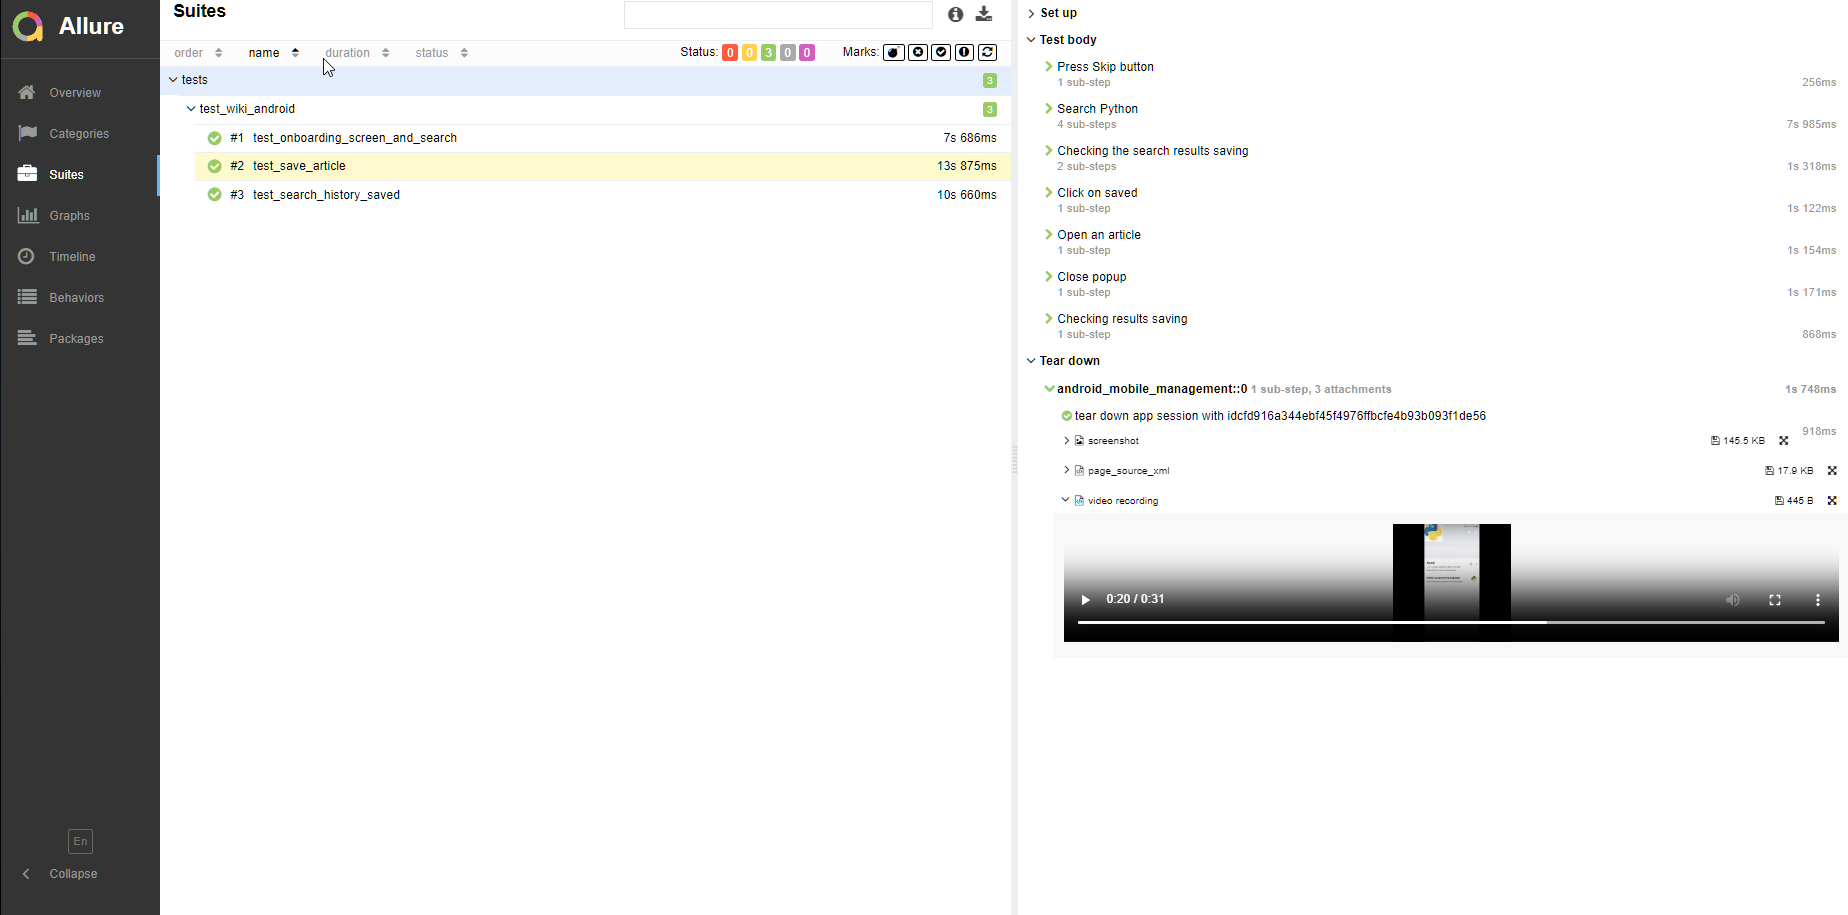 Allure
Overview
Categories
Suites
Graphs
Timeline
Behaviors
Packages
En
Collapse
Suites
order name duration status Status: 0 0 3 0 0 Marks:
tests 3
test_wiki_android 3
#1 test_onboarding_screen_and_search 7s 686ms
#2 test_save_article 13s 875ms
#3 test_search_history_saved 10s 660ms
Set up
Test body
Press Skip button
1 sub-step 256ms
Search Python
4 sub-steps 7s 985ms
Checking the search results saving
2 sub-steps 1s 318ms
Click on saved
1 sub-step 1s 122ms
Open an article
1 sub-step 1s 154ms
Close popup
1 sub-step 1s 171ms
Checking results saving
1 sub-step 868ms
Tear down
android_mobile_management::0 1 sub-step, 3 attachments 1s 748ms
tear down app session with idcfd916a344ebf45f4976ffbcfe4b93b093f1de56
918ms
screenshot 145.5 KB
page_source_xml 17.9 KB
video recording 445 B
0:20 / 0:31